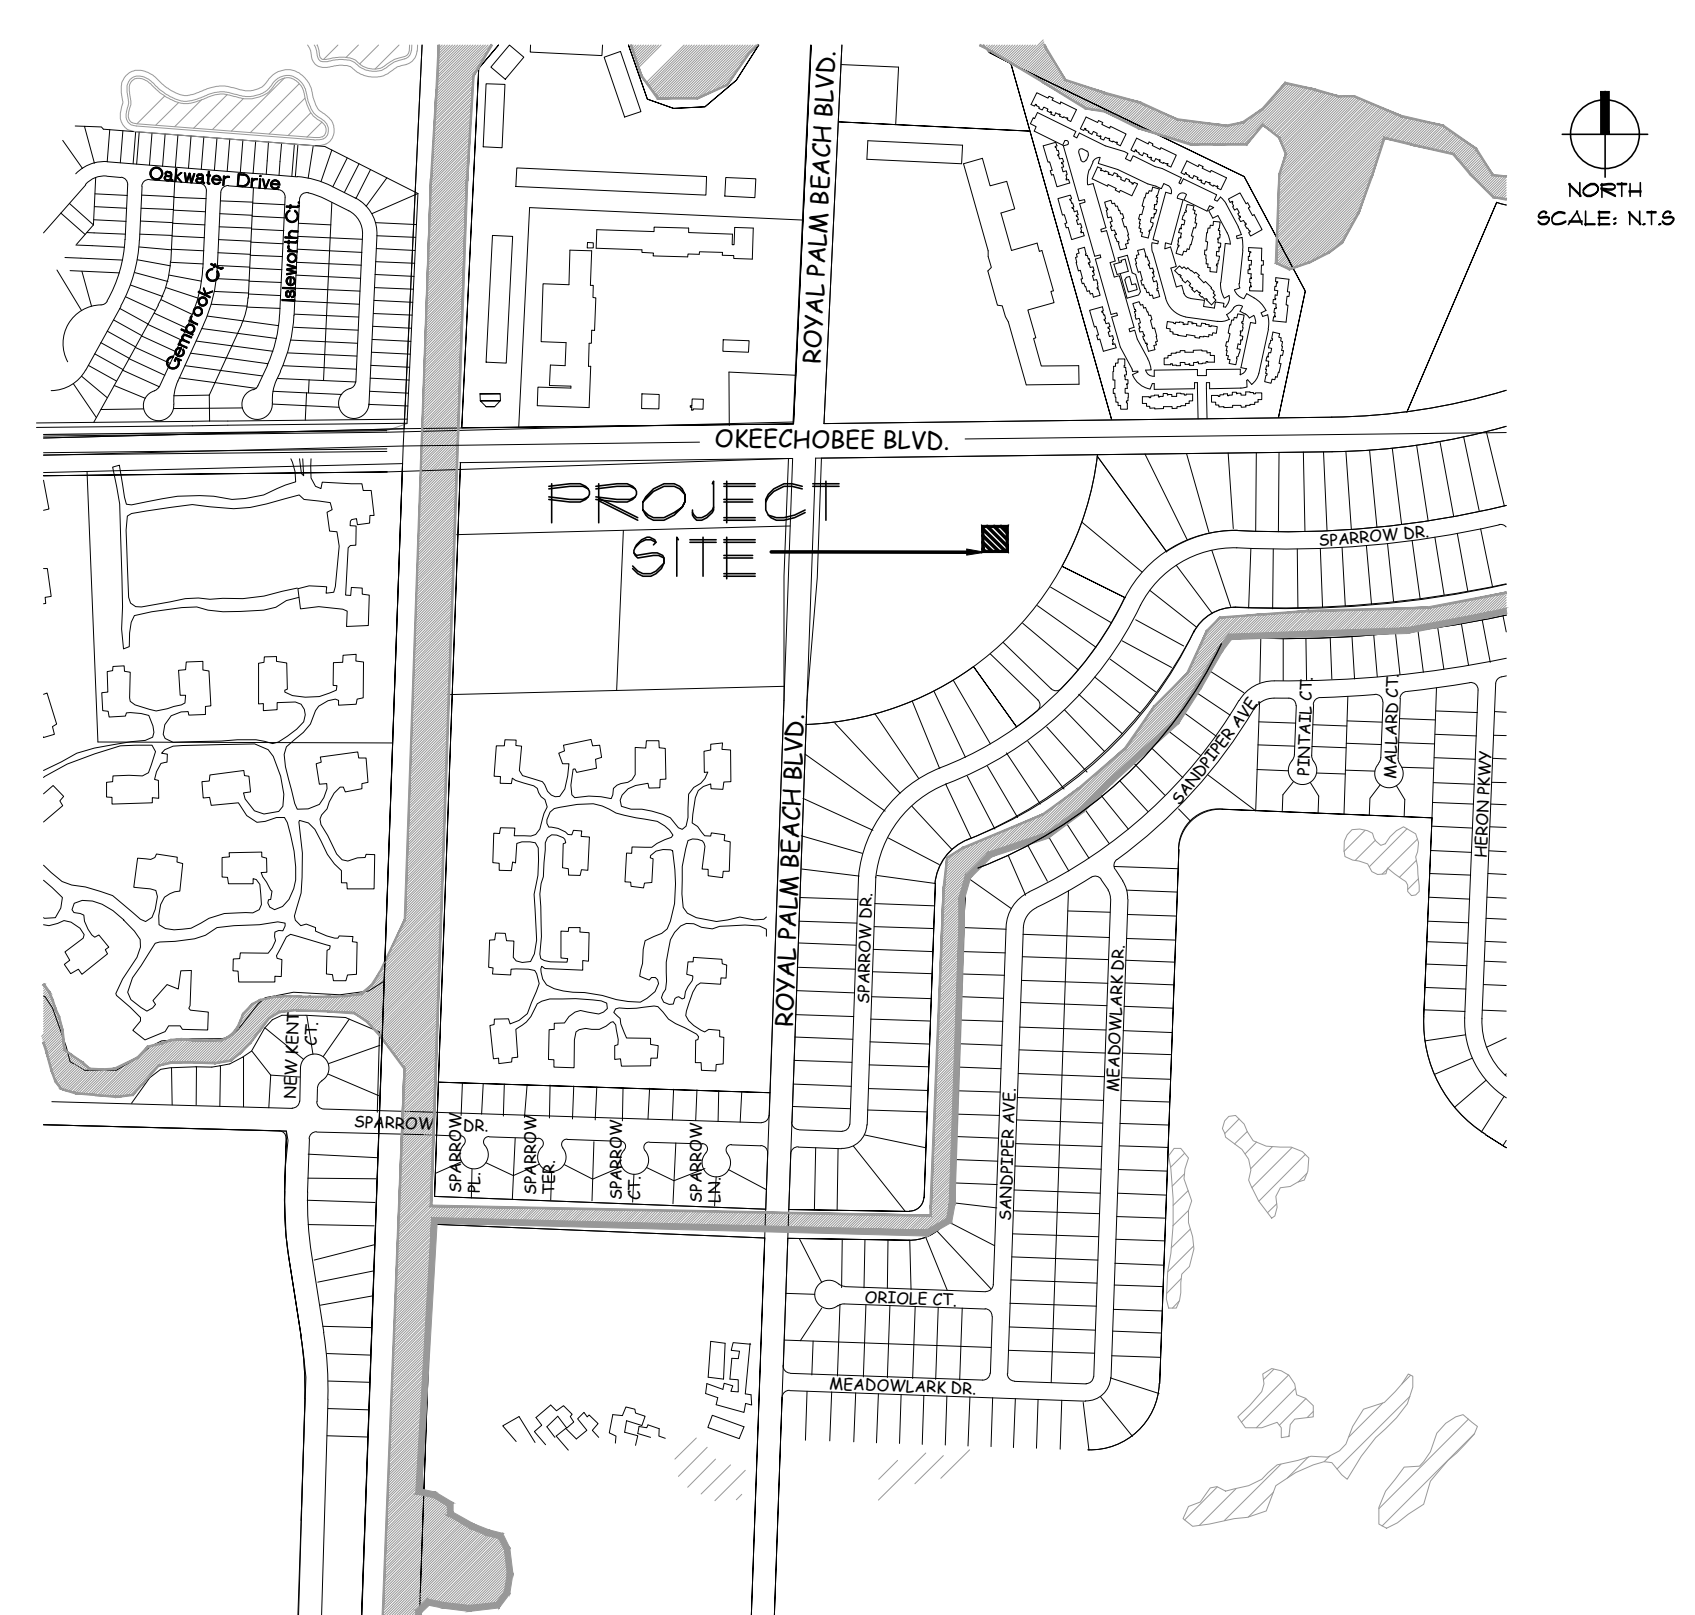 ROYAL PALM BEACH BLVD.
NORTH
SCALE: N.T.S
Oakwater Drive
Isleworth Ct.
Gembrook Ct.
OKEECHOBEE BLVD.
PROJECT
SITE
SPARROW DR.
PINTAIL CT.
MALLARD CT.
SANDPIPER AVE
HERON PKWY
ROYAL PALM BEACH BLVD.
SPARROW DR.
MEADOWLARK DR.
NEW KENT
CT.
SPARROW DR.
SPARROW
PL.
SPARROW
TER.
SPARROW
CT.
SPARROW
LN.
SANDPIPER AVE.
ORIOLE CT.
MEADOWLARK DR.